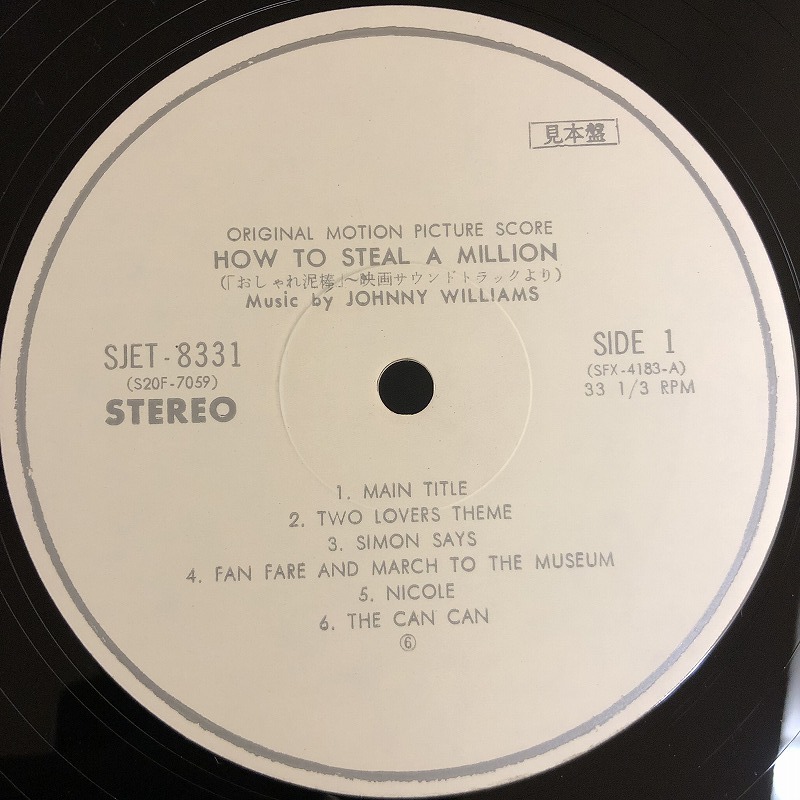 見本盤
ORIGINAL MOTION PICTURE SCORE
HOW TO STEAL A MILLION
(「おしゃれ泥棒」~映画サウンドトラックより)
Music by JOHNNY WILLIAMS
SJET-8331
(S20F-7059)
STEREO
SIDE 1
(SFX-4183-A)
33 1/3 RPM
1. MAIN TITLE
2. TWO LOVERS THEME
3. SIMON SAYS
4. FAN FARE AND MARCH TO THE MUSEUM
5. NICOLE
6. THE CAN CAN
⑥